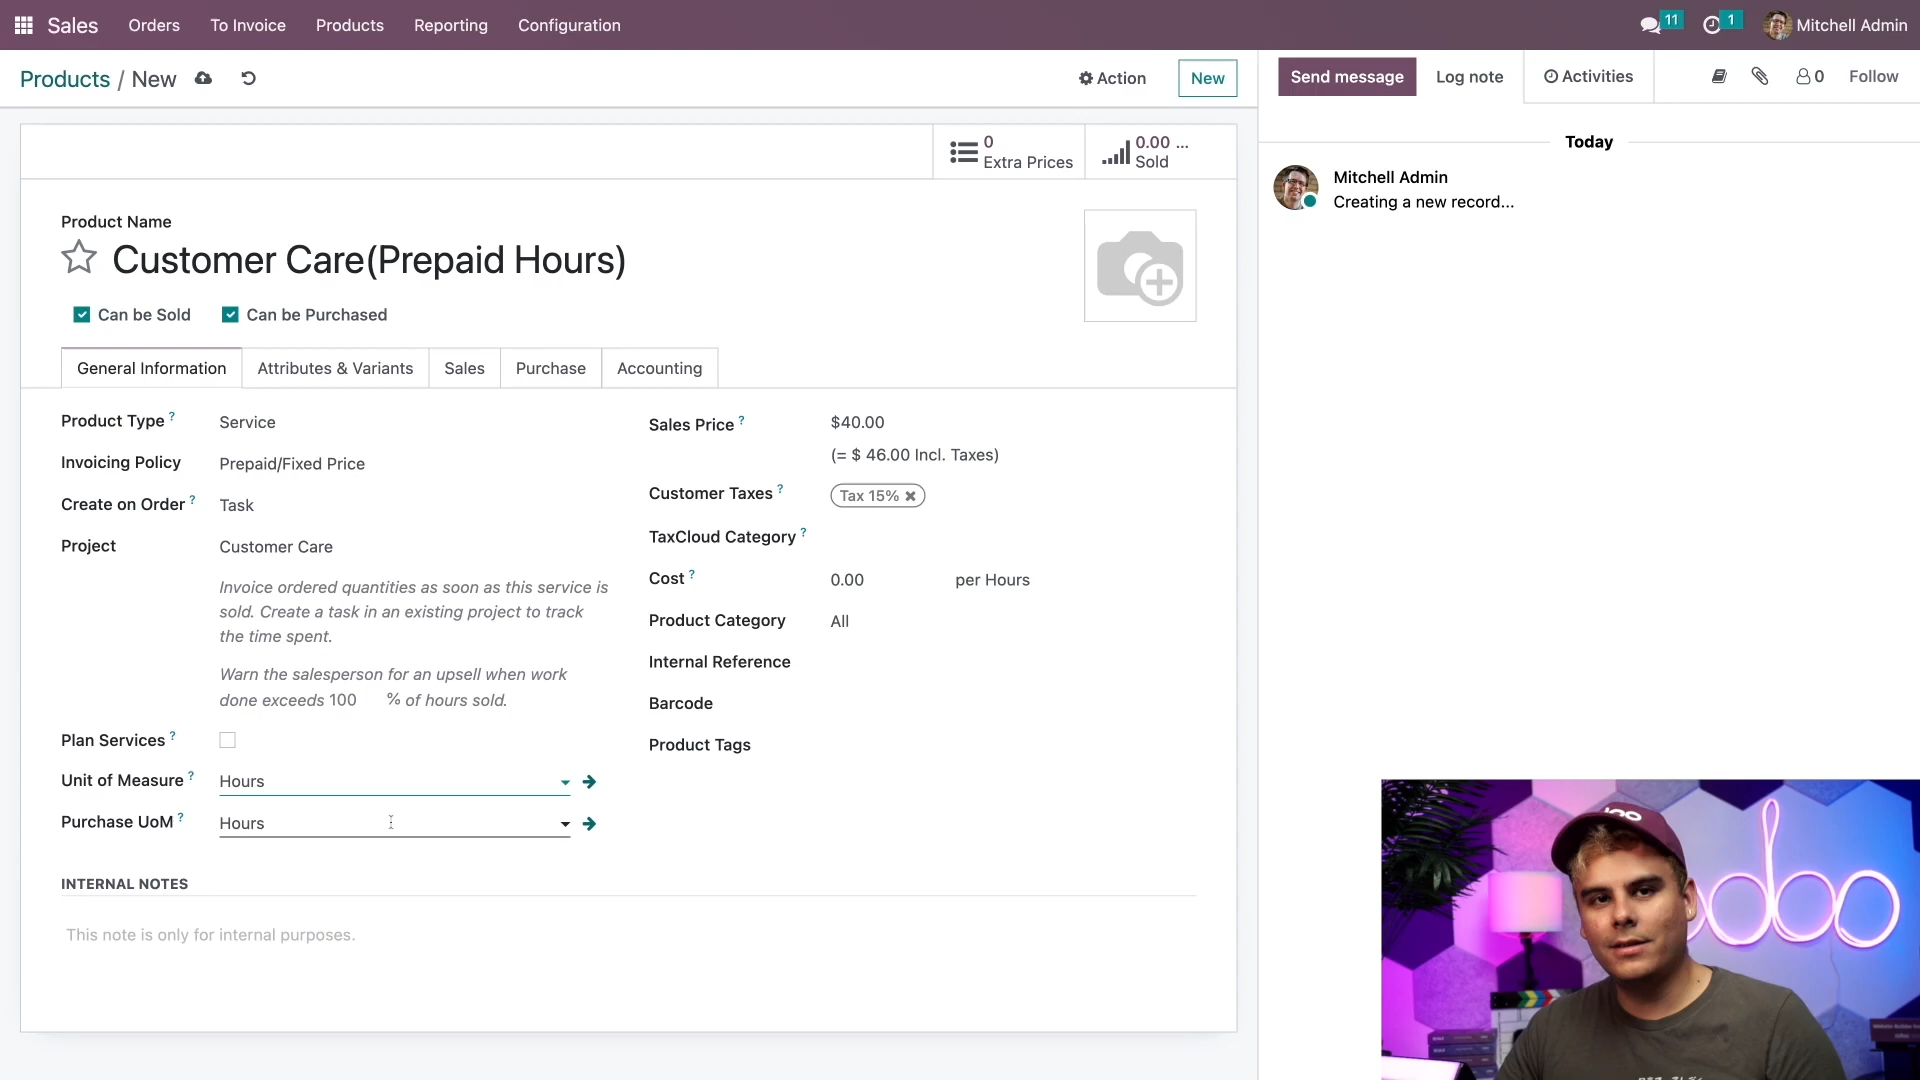 Sales Orders To Invoice Products Reporting Configuration 11 1 Mitchell Admin
Products / New Action New
Send message Log note Activities 0 Follow
0 Extra Prices
0.00 ... Sold
Today
Mitchell Admin
Creating a new record...
Product Name
Customer Care(Prepaid Hours)
Can be Sold Can be Purchased
General Information Attributes & Variants Sales Purchase Accounting
Product Type ? Service
Invoicing Policy Prepaid/Fixed Price
Create on Order ? Task
Project Customer Care
Invoice ordered quantities as soon as this service is
sold. Create a task in an existing project to track
the time spent.
Warn the salesperson for an upsell when work
done exceeds 100 % of hours sold.
Plan Services ?
Unit of Measure ? Hours
Purchase UoM ? Hours
Sales Price ? $40.00
(= $ 46.00 Incl. Taxes)
Customer Taxes ? Tax 15%
TaxCloud Category ?
Cost ? 0.00 per Hours
Product Category All
Internal Reference
Barcode
Product Tags
INTERNAL NOTES
This note is only for internal purposes.
odoo